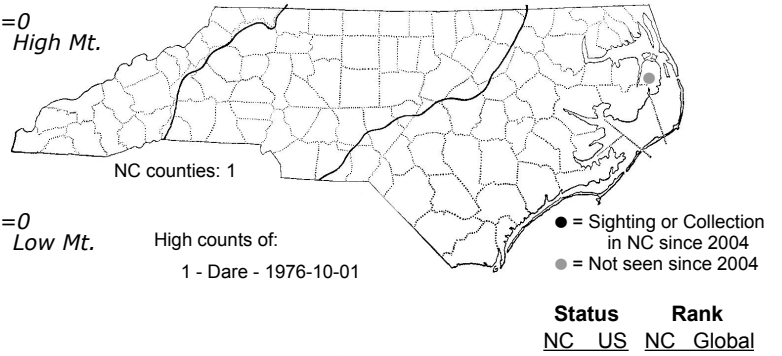 =0
High Mt.
NC counties: 1
=0
Low Mt.
High counts of:
1 - Dare - 1976-10-01
● = Sighting or Collection
in NC since 2004
● = Not seen since 2004
Status Rank
NC US NC Global